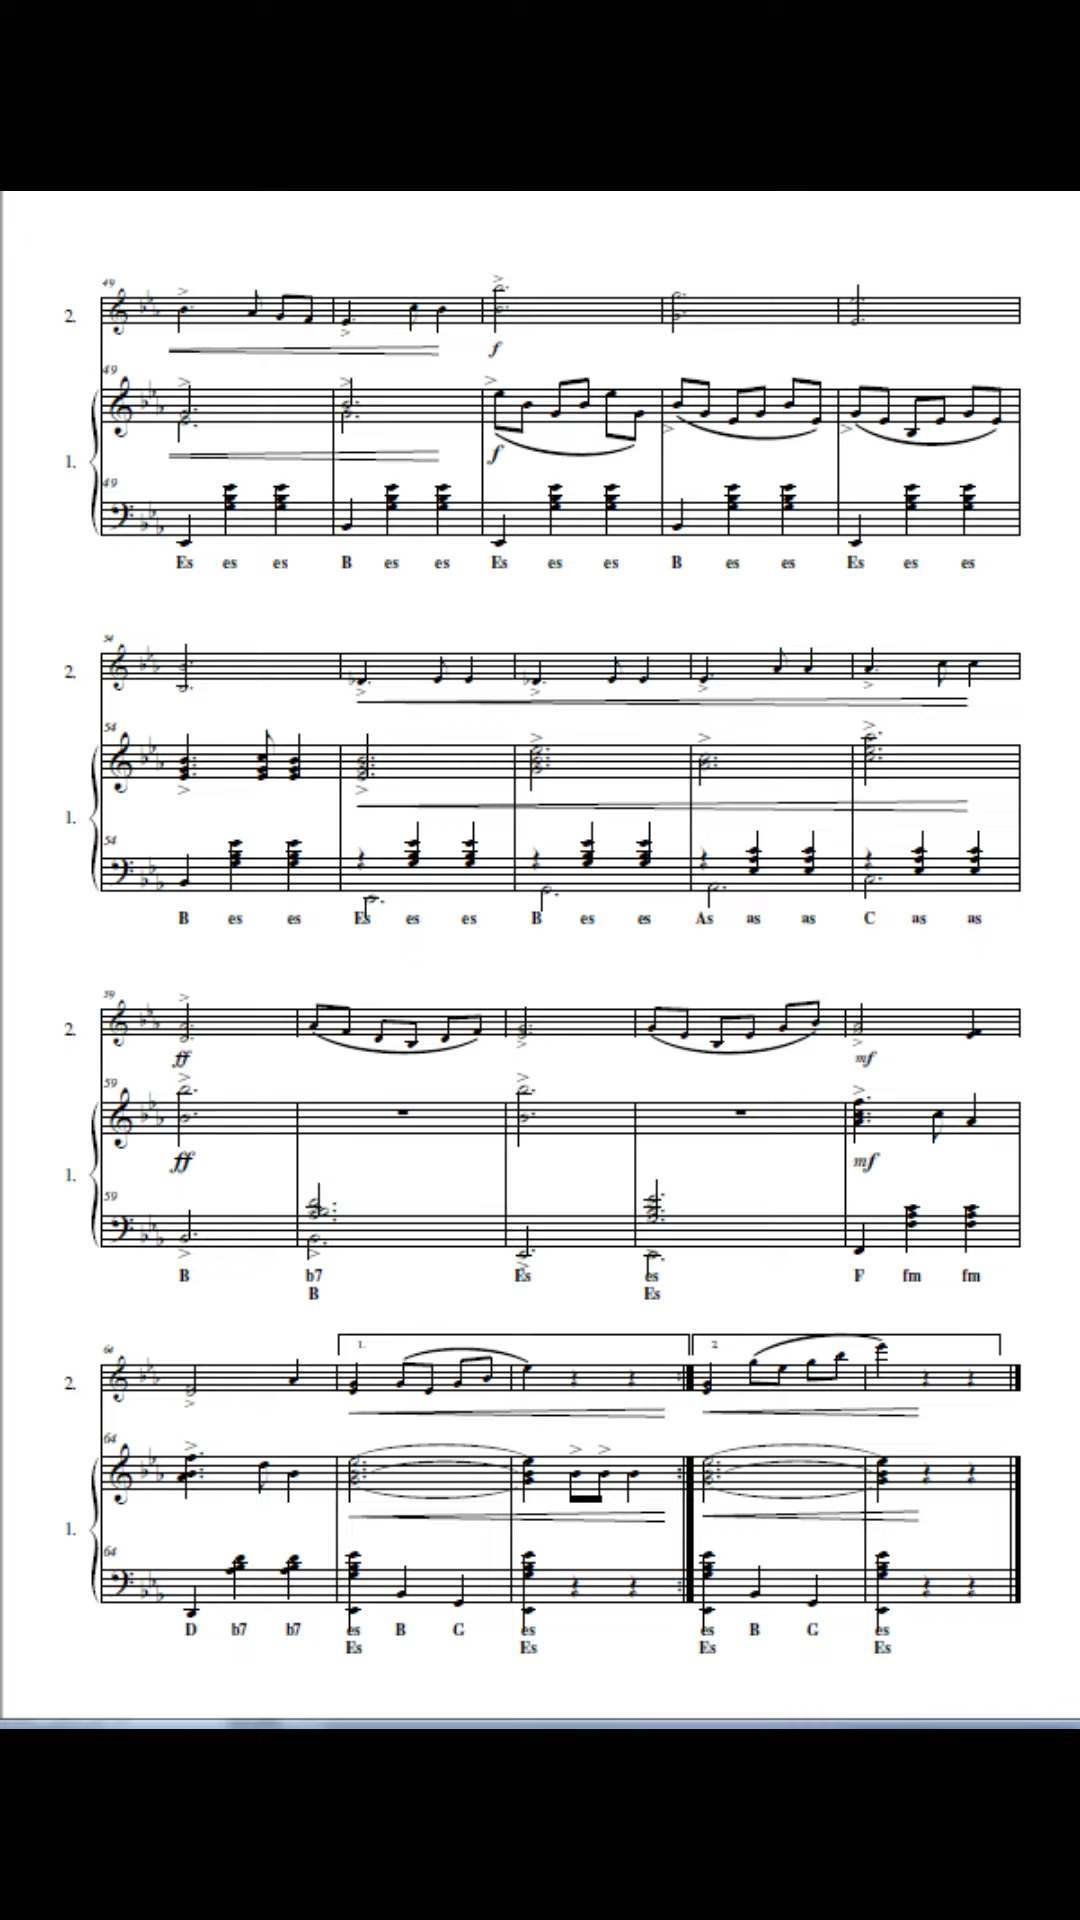 49
2.
f
49
1.
f
49
Es es es B es es Es es es B es es Es es es
54
2.
54
1.
54
B es es Es es es B es es As as as C as as
59
2.
ff mf
59
1.
ff mf
59
B b7 Es es F fm fm
B Es
64
1. 2
2.
64
1.
64
D b7 b7 es B G es es B G es
Es Es Es Es